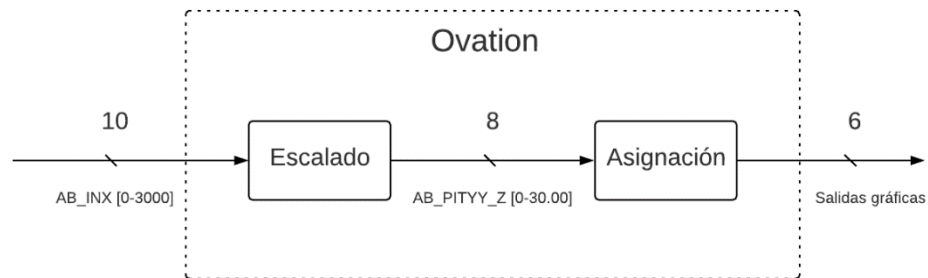 Ovation
10
8
6
Escalado
Asignación
AB_INX [0-3000]
AB_PITYY_Z [0-30.00]
Salidas gráficas